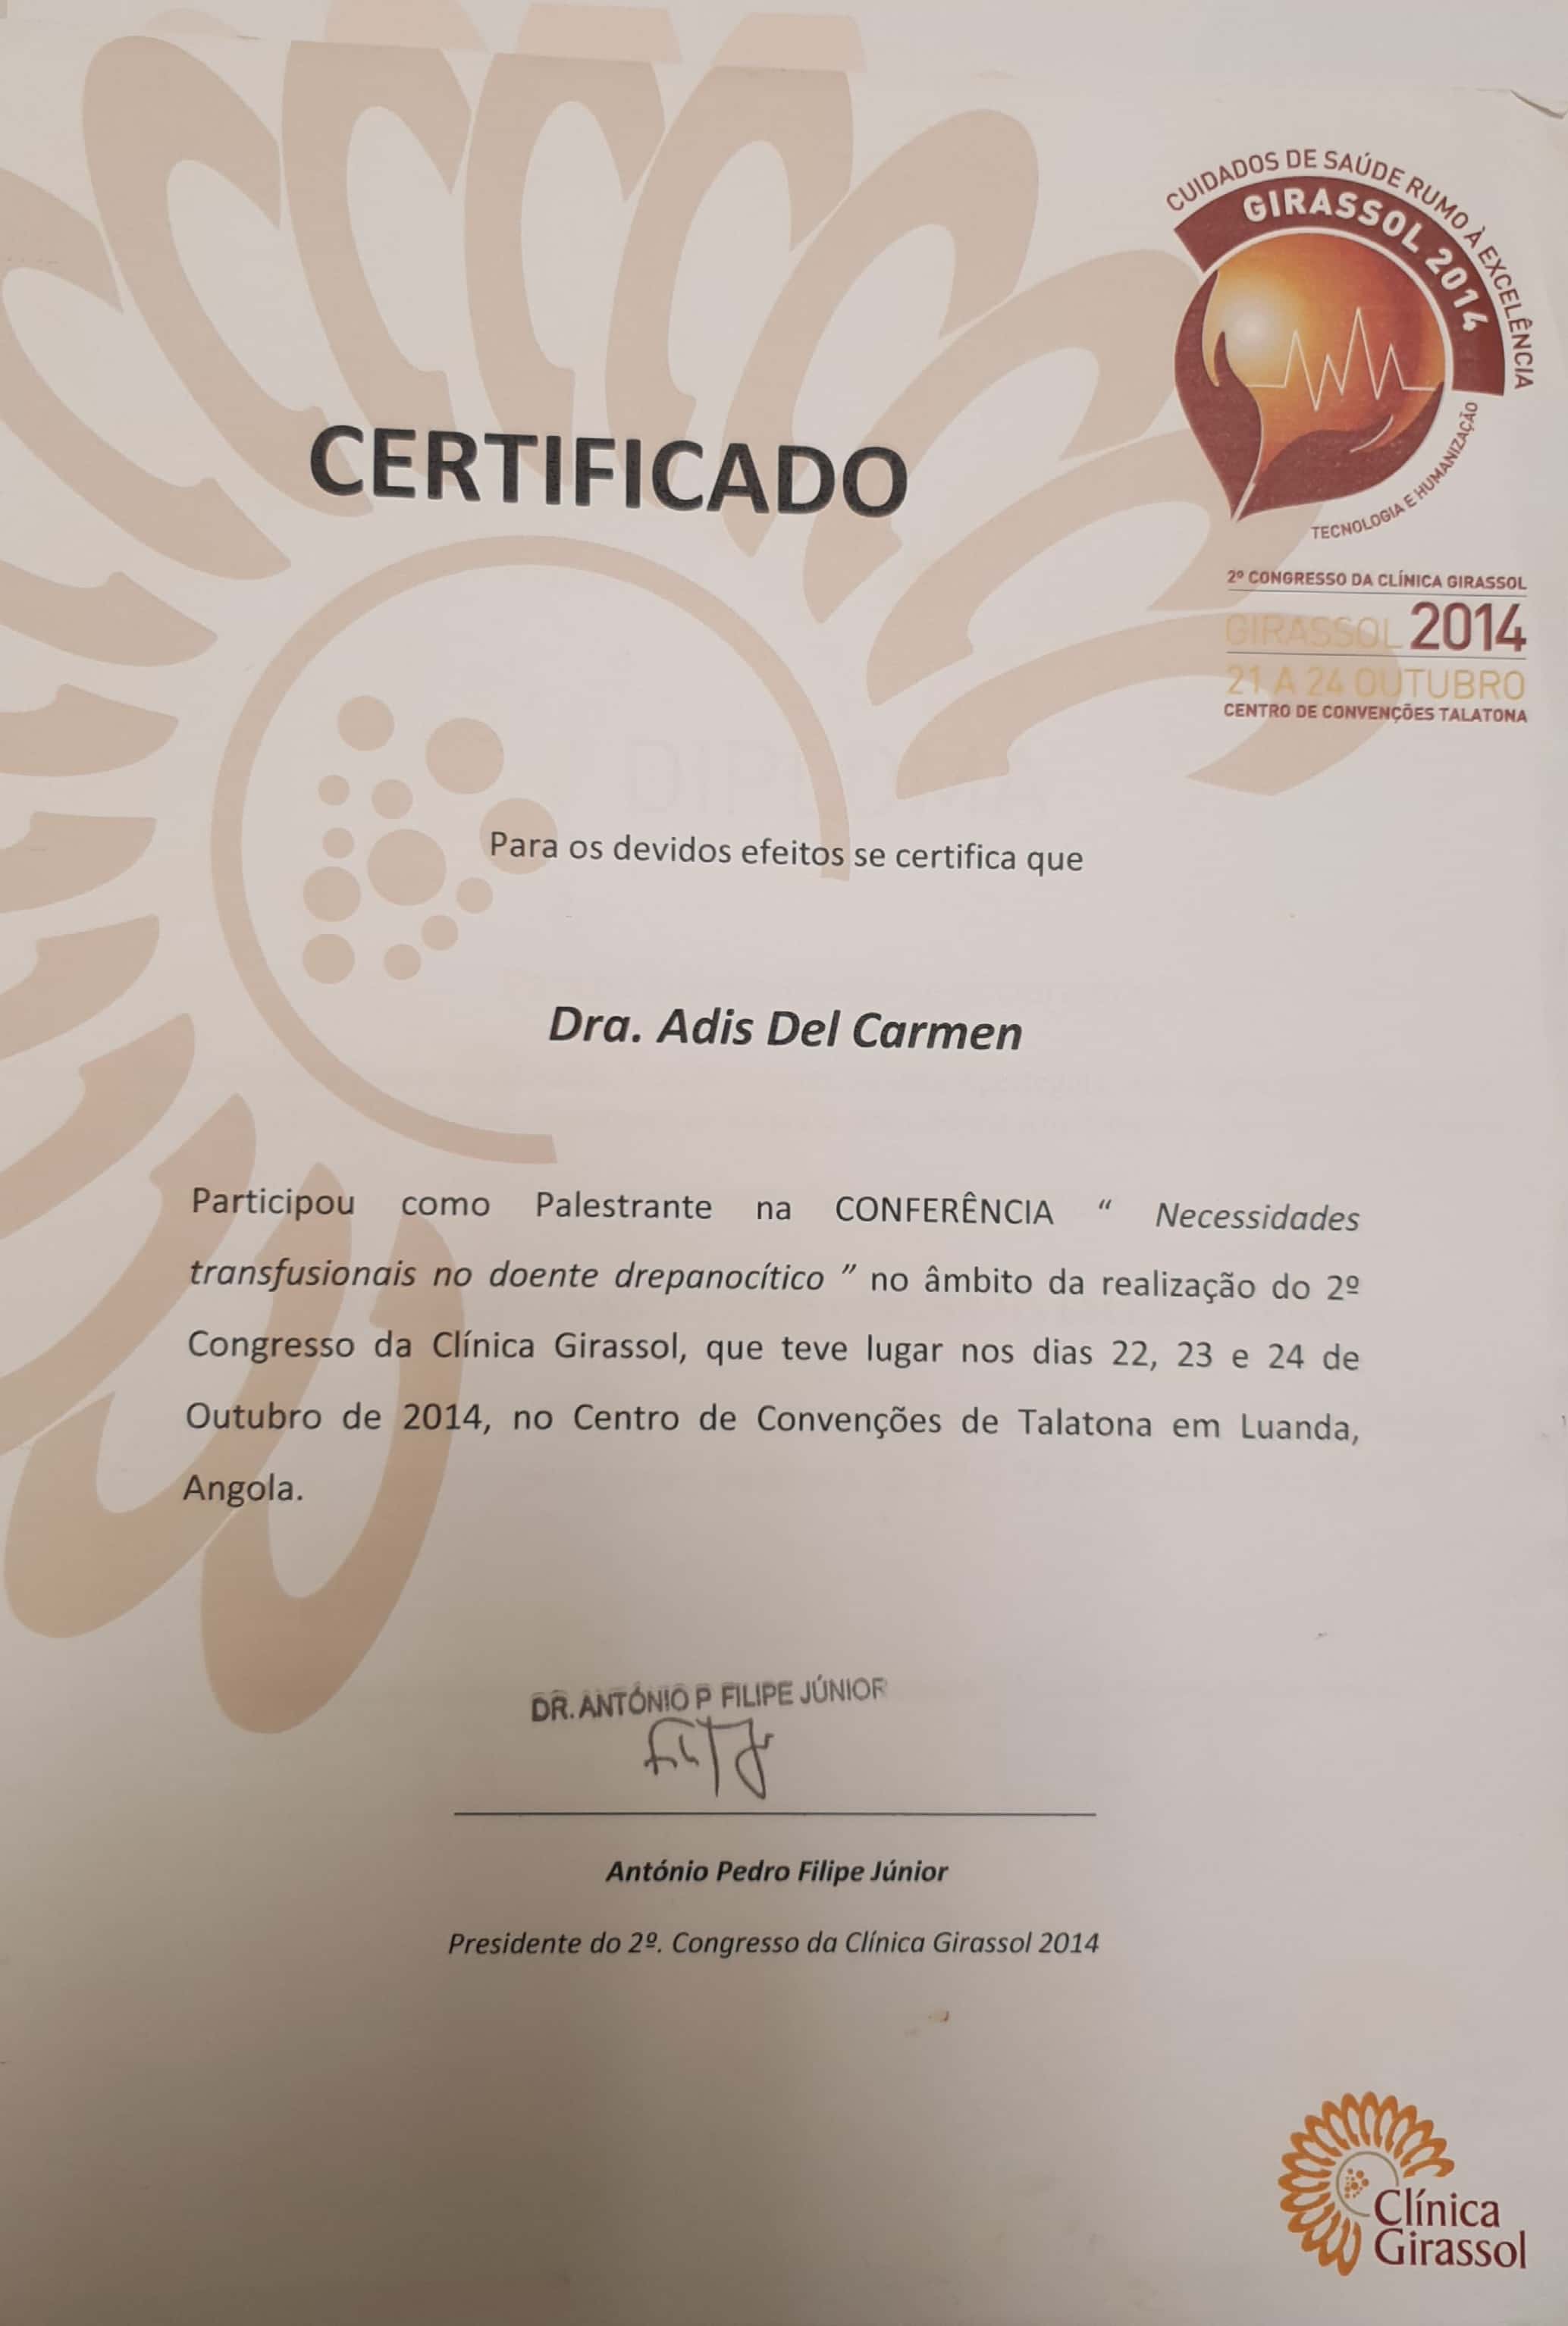 CUIDADOS DE SAÚDE RUMO À EXCELÊNCIA
GIRASSOL 2014
TECNOLOGIA E HUMANIZAÇÃO
CERTIFICADO
2º CONGRESSO DA CLÍNICA GIRASSOL
GIRASSOL 2014
21 A 24 OUTUBRO
CENTRO DE CONVENÇÕES TALATONA
Para os devidos efeitos se certifica que
Dra. Adis Del Carmen
Participou como Palestrante na CONFERÊNCIA “ Necessidades
transfusionais no doente drepanocítico ” no âmbito da realização do 2º
Congresso da Clínica Girassol, que teve lugar nos dias 22, 23 e 24 de
Outubro de 2014, no Centro de Convenções de Talatona em Luanda,
Angola.
DR. ANTÓNIO P FILIPE JÚNIOR
António Pedro Filipe Júnior
Presidente do 2º. Congresso da Clínica Girassol 2014
Clínica
Girassol